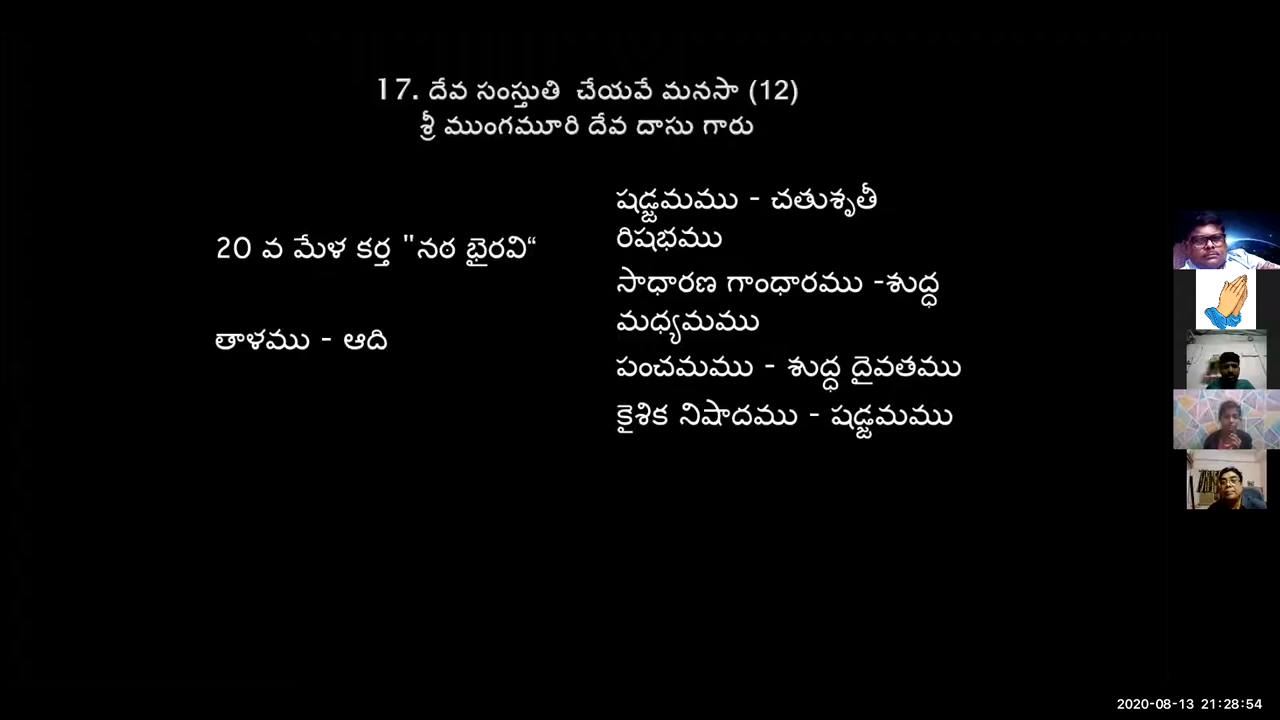 17. దేవ సంస్తుతి చేయవే మనసా (12)
శ్రీ ముంగమూరి దేవ దాసు గారు
20 వ మేళ కర్త "నఠ భైరవి“
తాళము - ఆది
షడ్జమము - చతుశృతీ
రిషభము
సాధారణ గాంధారము -శుద్ధ
మధ్యమము
పంచమము - శుద్ధ దైవతము
కైశిక నిషాదము - షడ్జమము
2020-08-13 21:28:54